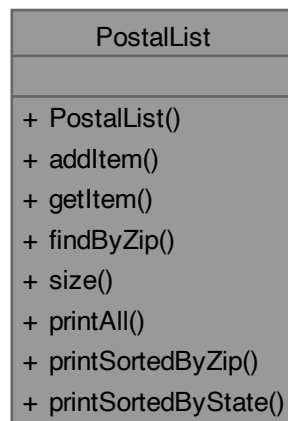 PostalList
+ PostalList()
+ addItem()
+ getItem()
+ findByZip()
+ size()
+ printAll()
+ printSortedByZip()
+ printSortedByState()